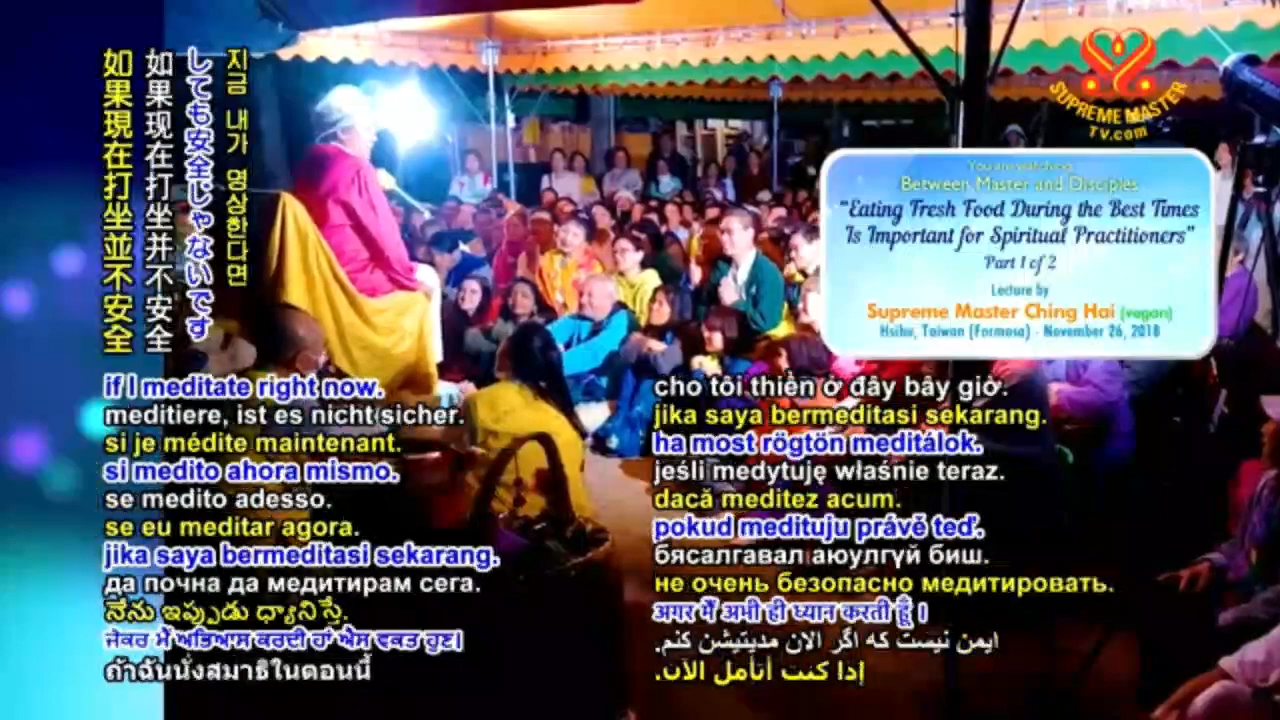 지금 내가 명상한다면
しても安全じゃないです
如果现在打坐并不安全
如果現在打坐並不安全
SUPREME MASTER
TV.com
You are watching
Between Master and Disciples
“Eating Fresh Food During the Best Times
Is Important for Spiritual Practitioners”
Part 1 of 2
Lecture by
Supreme Master Ching Hai (vegan)
Hsihu, Taiwan (Formosa) - November 26, 2018
if I meditate right now.
meditiere, ist es nicht sicher.
si je médite maintenant.
si medito ahora mismo.
se medito adesso.
se eu meditar agora.
jika saya bermeditasi sekarang.
да почна да медитирам сега.
నేను ఇప్పుడు ధ్యానిస్తే.
ਜੇਕਰ ਮੈਂ ਅਭਿਆਸ ਕਰਦੀ ਹਾਂ ਐਸ ਵਕਤ ਹੁਣ।
ถ้าฉันนั่งสมาธิในตอนนี้
cho tôi thiền ở đây bây giờ.
jika saya bermeditasi sekarang.
ha most rögtön meditálok.
jeśli medytuję właśnie teraz.
dacă meditez acum.
pokud medituju právě teď.
бясалгавал аюулгүй биш.
не очень безопасно медитировать.
अगर मैं अभी ही ध्यान करती हूँ ।
ایمن نیست که اگر الان مدیتیشن کنم.
إذا كنت أتأمل الآن.